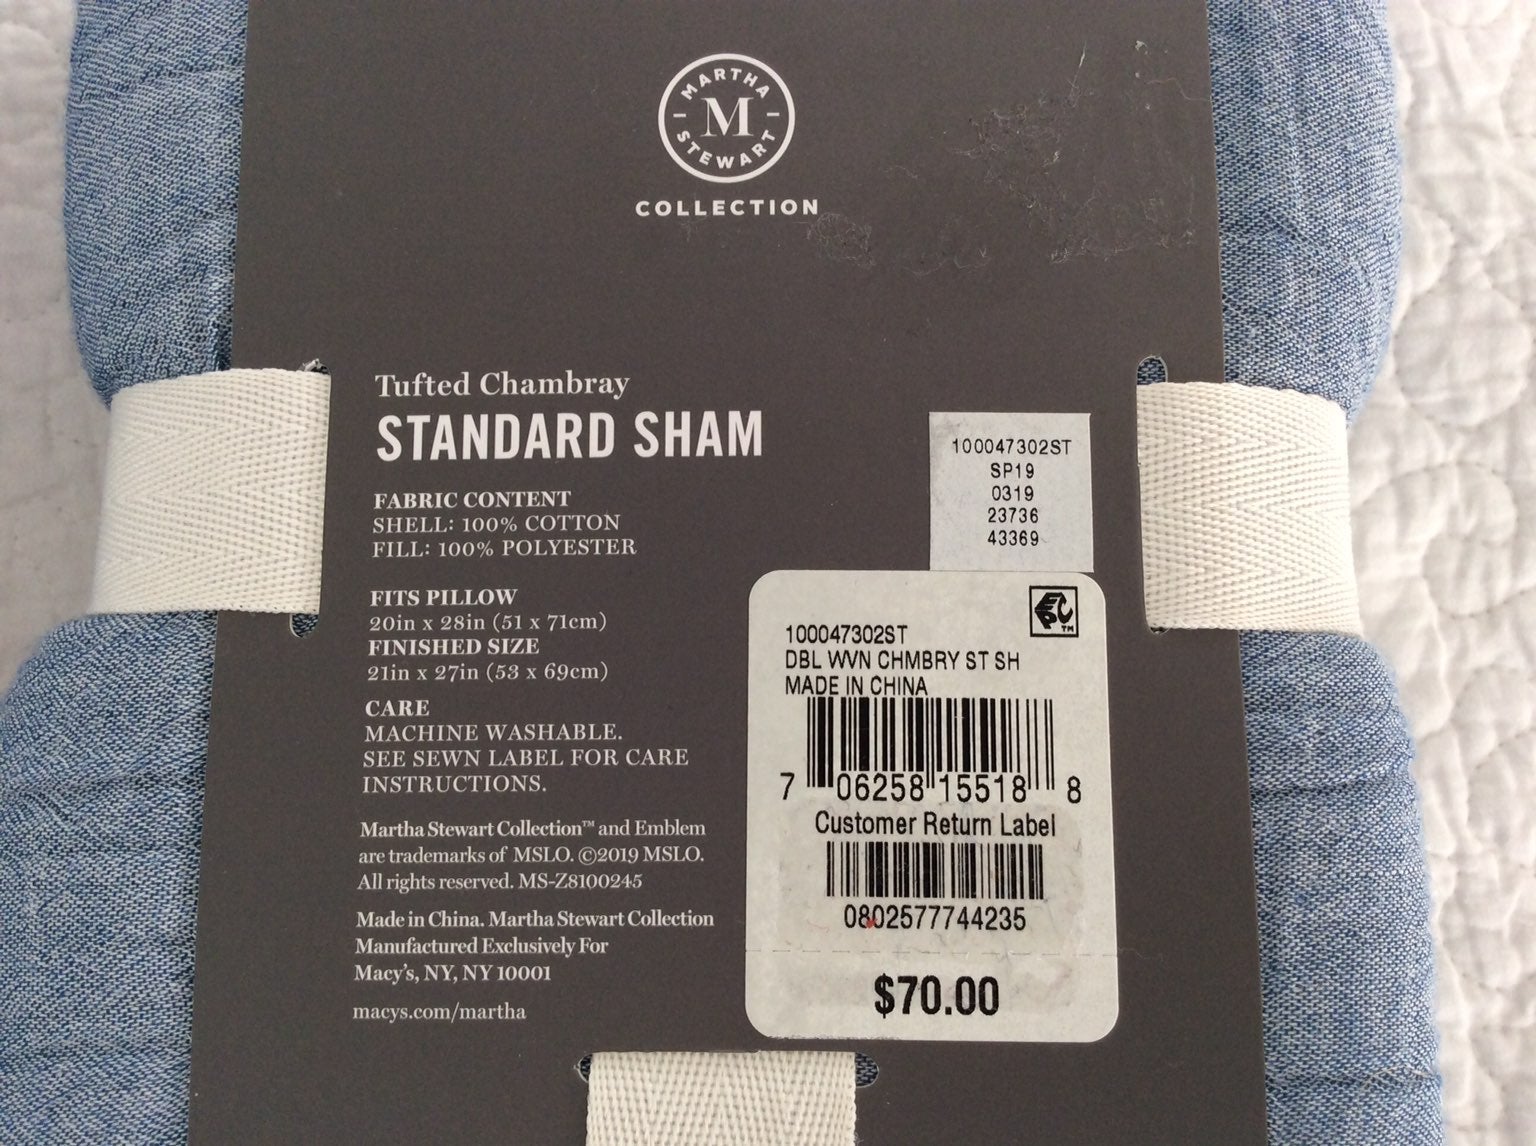 MARTHA
M
STEWART
COLLECTION
Tufted Chambray
STANDARD SHAM
FABRIC CONTENT
SHELL: 100% COTTON
FILL: 100% POLYESTER
FITS PILLOW
20in x 28in (51 x 71cm)
FINISHED SIZE
21in x 27in (53 x 69cm)
CARE
MACHINE WASHABLE.
SEE SEWN LABEL FOR CARE
INSTRUCTIONS.
Martha Stewart Collection™ and Emblem
are trademarks of MSLO. ©2019 MSLO.
All rights reserved. MS-Z8100245
Made in China. Martha Stewart Collection
Manufactured Exclusively For
Macy's, NY, NY 10001
macys.com/martha
100047302ST
SP19
0319
23736
43369
EPC™
100047302ST
DBL WVN CHMBRY ST SH
MADE IN CHINA
7 06258 15518 8
Customer Return Label
0802577744235
$70.00